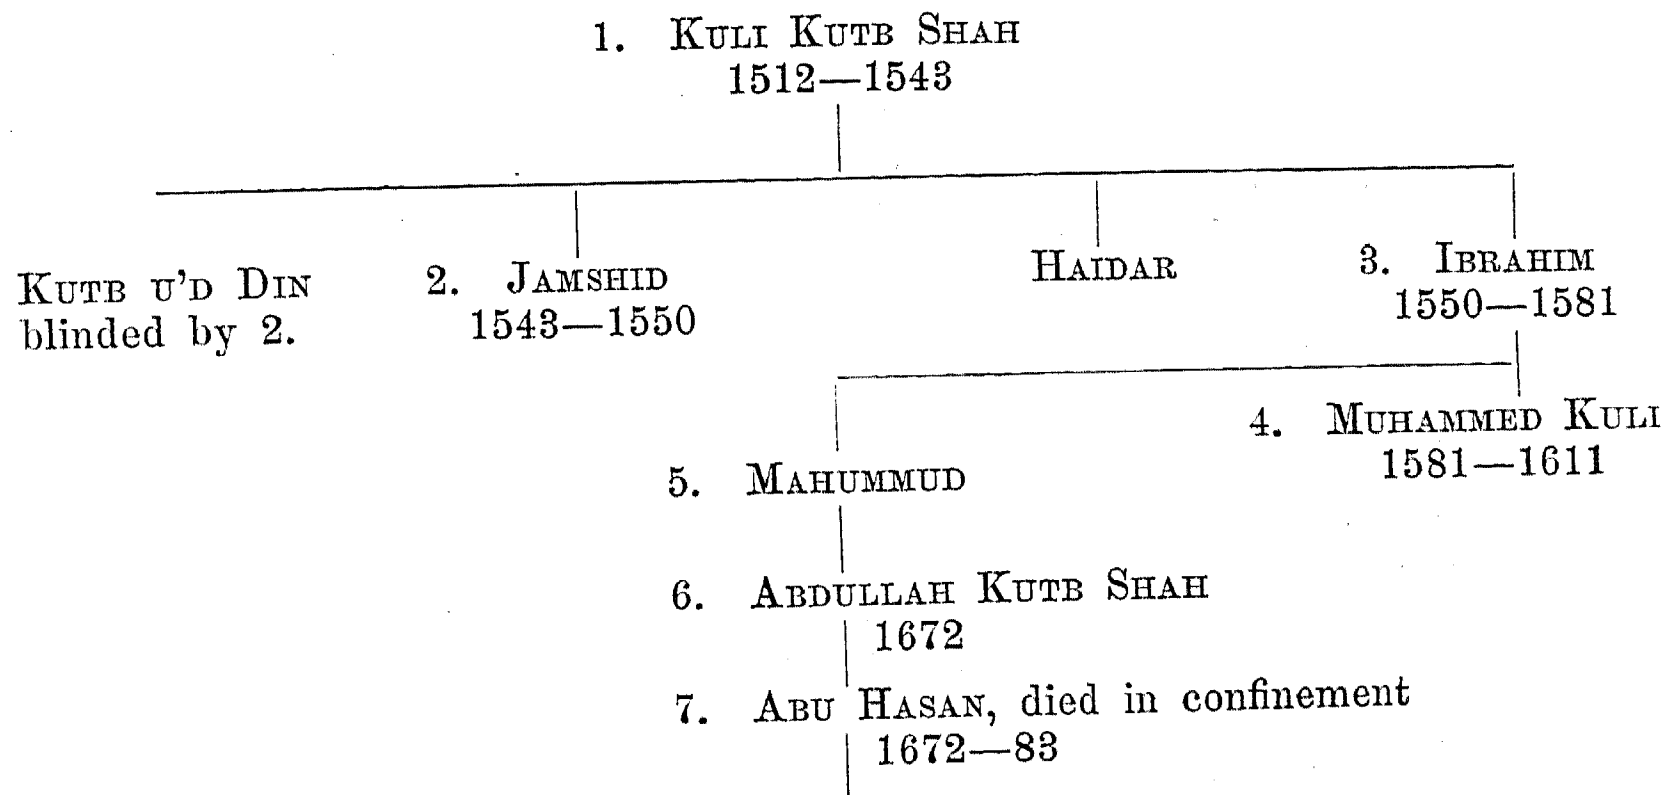 1. KULI KUTB SHAH
1512—1543
KUTB U'D DIN
blinded by 2.
2. JAMSHID
1543—1550
HAIDAR
3. IBRAHIM
1550—1581
4. MUHAMMED KULI
1581—1611
5. MAHUMMUD
6. ABDULLAH KUTB SHAH
1672
7. ABU HASAN, died in confinement
1672—83